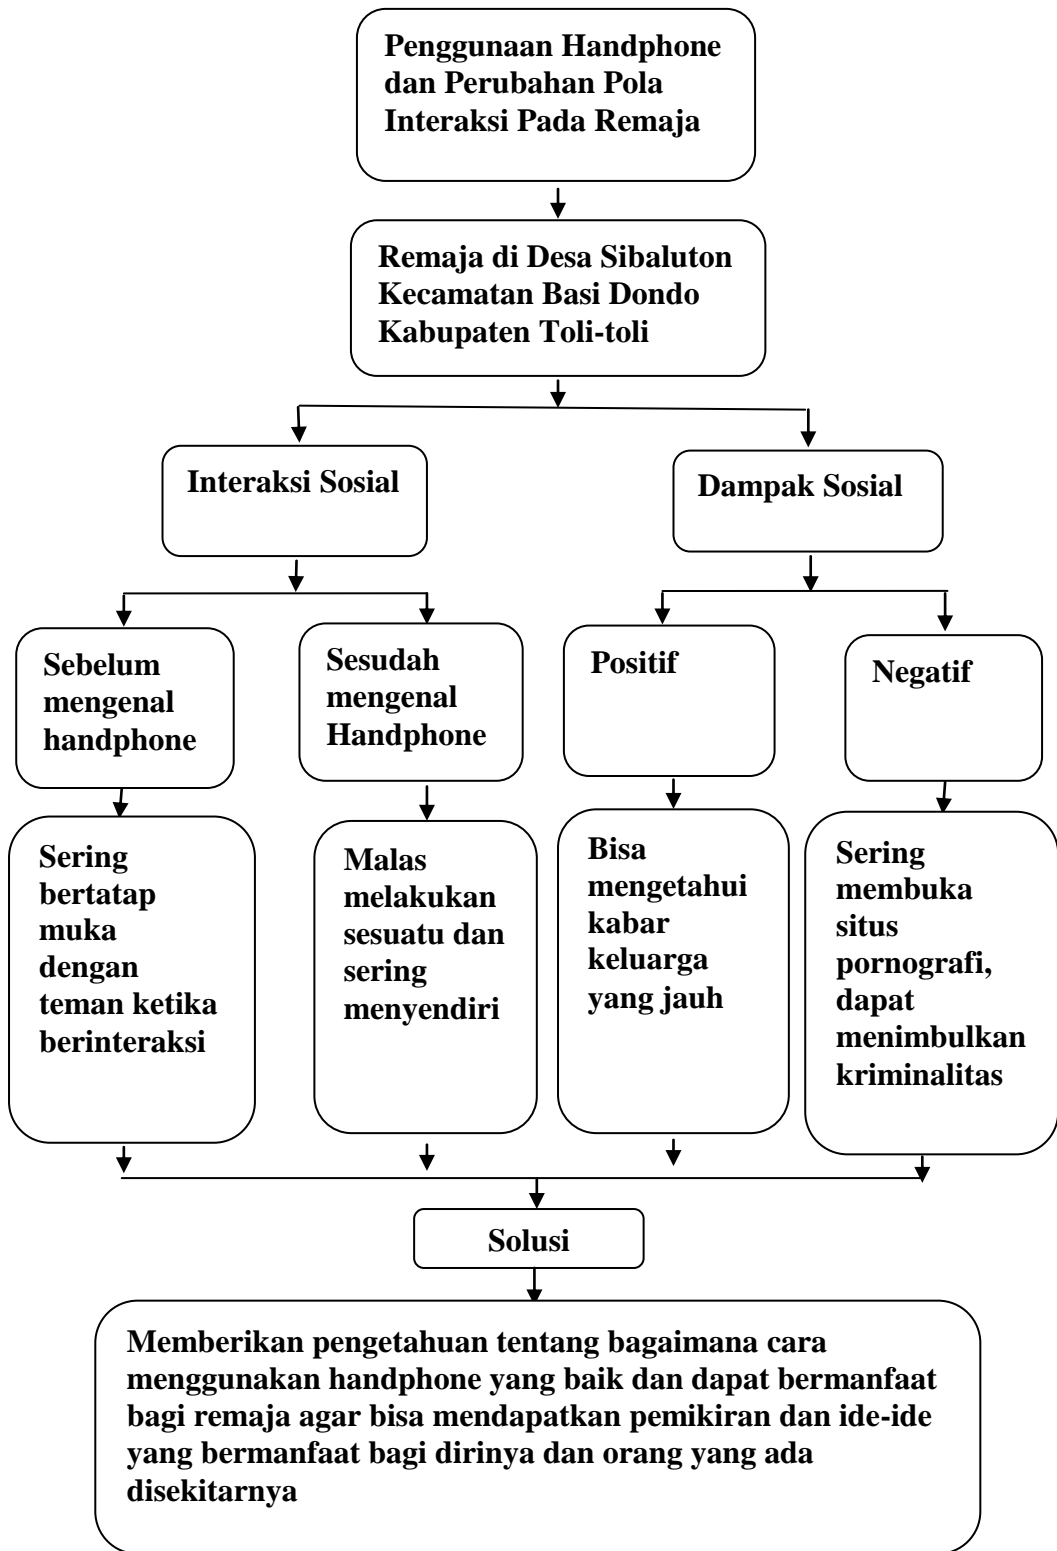 Penggunaan Handphone
dan Perubahan Pola
Interaksi Pada Remaja
Remaja di Desa Sibaluton
Kecamatan Basi Dondo
Kabupaten Toli-toli
Interaksi Sosial
Dampak Sosial
Sebelum
mengenal
handphone
Sesudah
mengenal
Handphone
Positif
Negatif
Sering
bertatap
muka
dengan
teman ketika
berinteraksi
Malas
melakukan
sesuatu dan
sering
menyendiri
Bisa
mengetahui
kabar
keluarga
yang jauh
Sering
membuka
situs
pornografi,
dapat
menimbulkan
kriminalitas
Solusi
Memberikan pengetahuan tentang bagaimana cara
menggunakan handphone yang baik dan dapat bermanfaat
bagi remaja agar bisa mendapatkan pemikiran dan ide-ide
yang bermanfaat bagi dirinya dan orang yang ada
disekitarnya